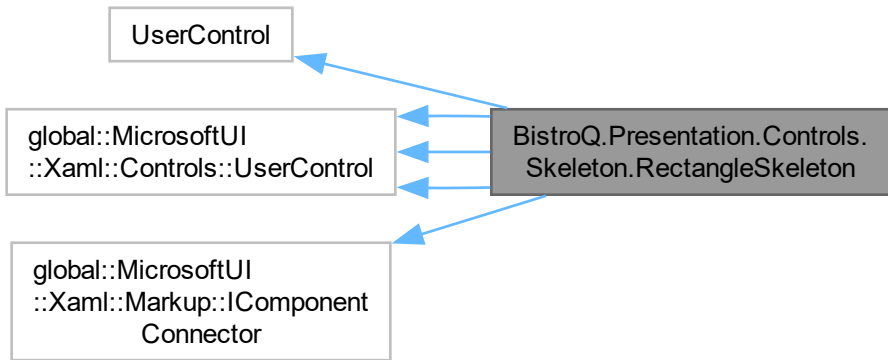 UserControl
global::MicrosoftUI
::Xaml::Controls::UserControl
BistroQ.Presentation.Controls.
Skeleton.RectangleSkeleton
global::MicrosoftUI
::Xaml::Markup::IComponent
Connector